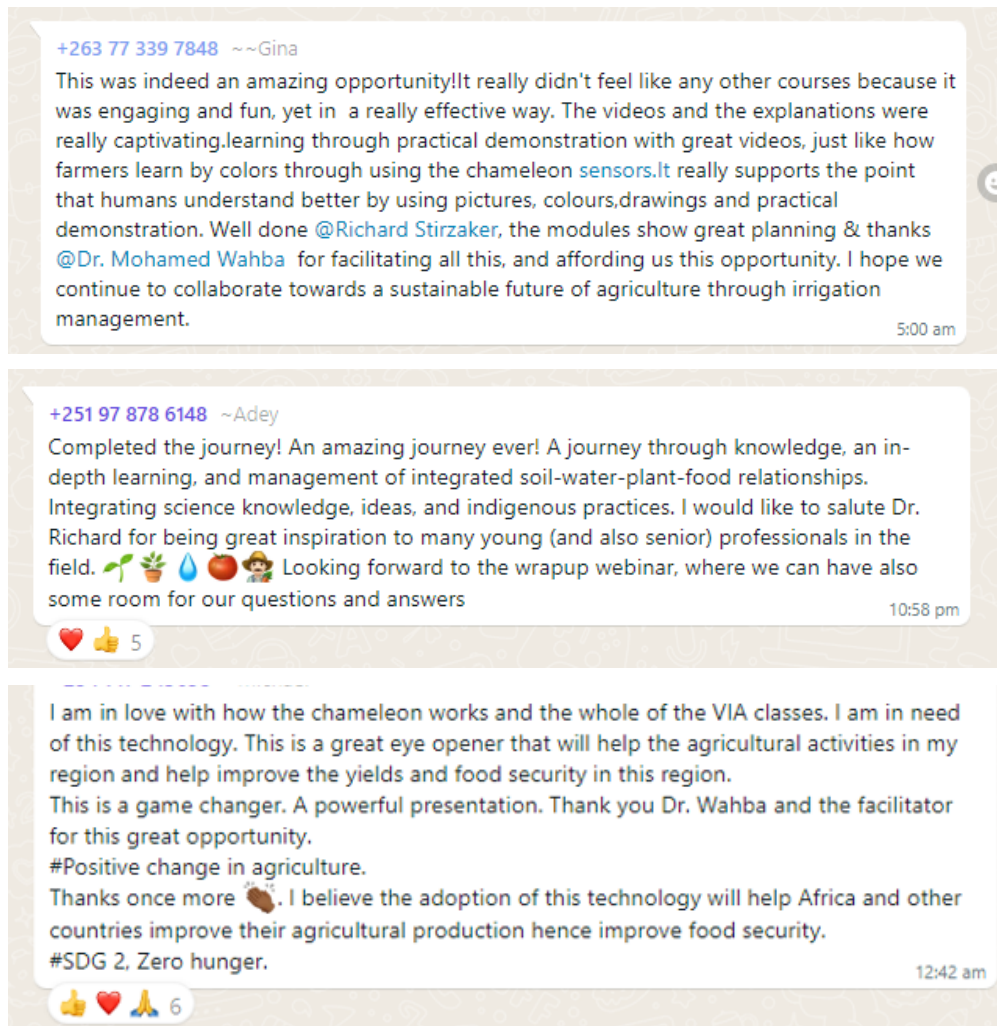 +263 77 339 7848 ~~Gina
This was indeed an amazing opportunity!It really didn't feel like any other courses because it
was engaging and fun, yet in  a really effective way. The videos and the explanations were
really captivating.learning through practical demonstration with great videos, just like how
farmers learn by colors through using the chameleon sensors.It really supports the point
that humans understand better by using pictures, colours,drawings and practical
demonstration. Well done @Richard Stirzaker, the modules show great planning & thanks
@Dr. Mohamed Wahba  for facilitating all this, and affording us this opportunity. I hope we
continue to collaborate towards a sustainable future of agriculture through irrigation
management.
5:00 am
+251 97 878 6148 ~Adey
Completed the journey! An amazing journey ever! A journey through knowledge, an in-
depth learning, and management of integrated soil-water-plant-food relationships.
Integrating science knowledge, ideas, and indigenous practices. I would like to salute Dr.
Richard for being great inspiration to many young (and also senior) professionals in the
field. 🌱 🪴 💧 🍅 🧑‍🌾 Looking forward to the wrapup webinar, where we can have also
some room for our questions and answers
10:58 pm
❤️ 👍 5
I am in love with how the chameleon works and the whole of the VIA classes. I am in need
of this technology. This is a great eye opener that will help the agricultural activities in my
region and help improve the yields and food security in this region.
This is a game changer. A powerful presentation. Thank you Dr. Wahba and the facilitator
for this great opportunity.
#Positive change in agriculture.
Thanks once more 👏🏾. I believe the adoption of this technology will help Africa and other
countries improve their agricultural production hence improve food security.
#SDG 2, Zero hunger.
12:42 am
👍 ❤️ 🙏 6